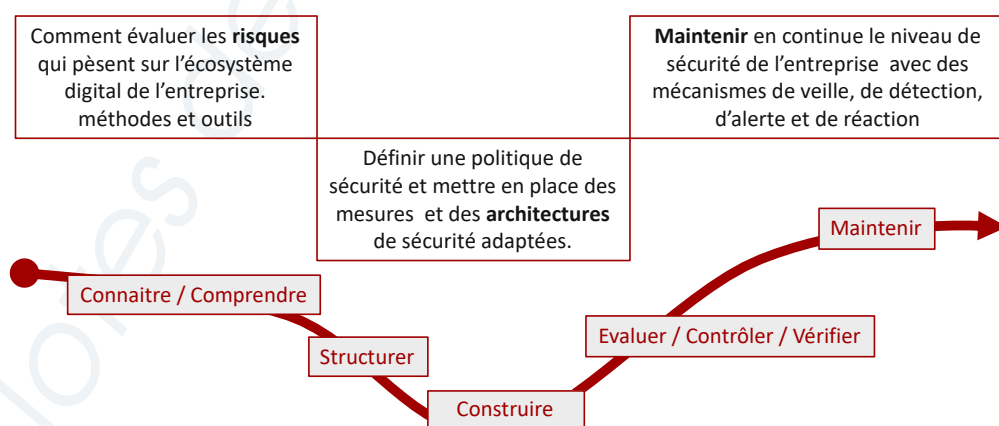 Comment évaluer les risques
qui pèsent sur l'écosystème
digital de l'entreprise.
méthodes et outils
Maintenir en continue le niveau de
sécurité de l'entreprise avec des
mécanismes de veille, de détection,
d'alerte et de réaction
Définir une politique de
sécurité et mettre en place des
mesures et des architectures
de sécurité adaptées.
Maintenir
Connaitre / Comprendre
Evaluer / Contrôler / Vérifier
Structurer
Construire